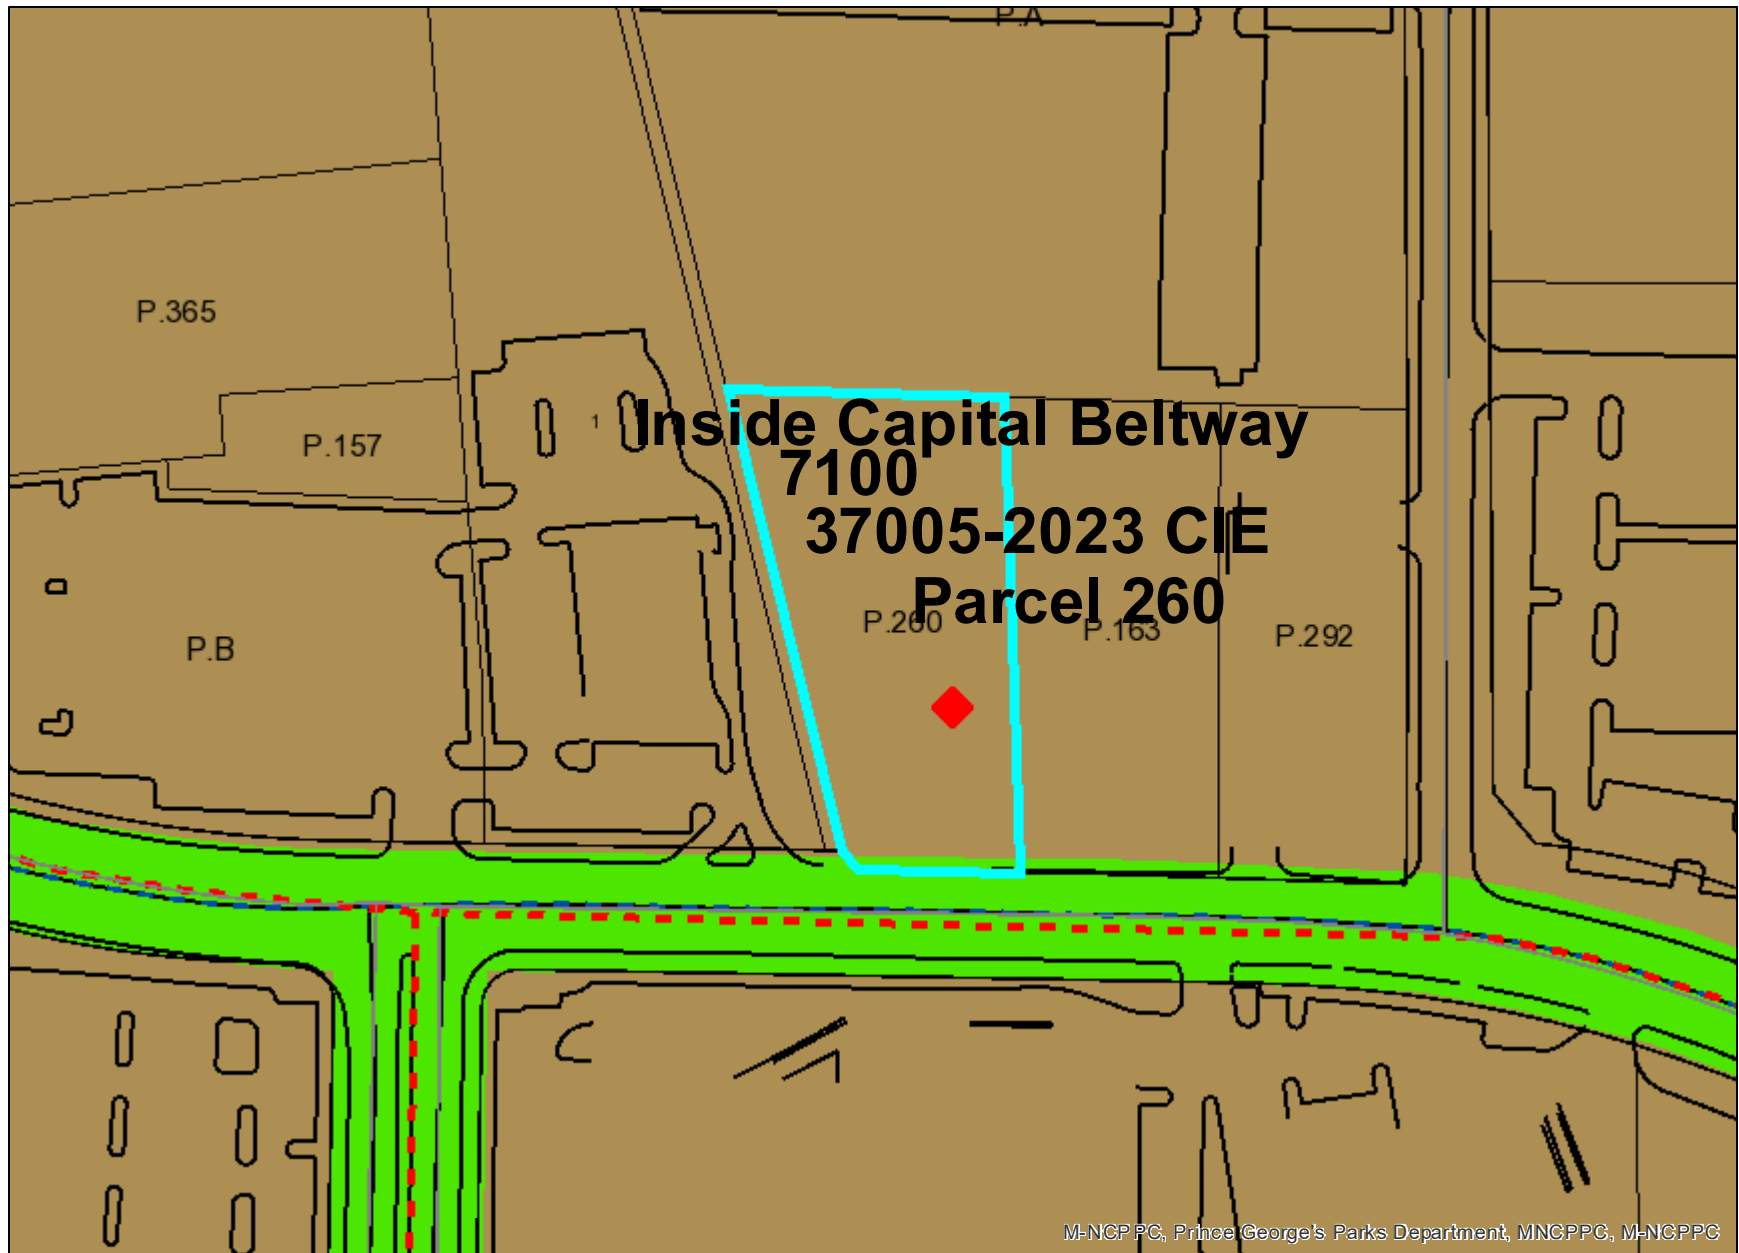 P.A
P.365
P.157
1
Inside Capital Beltway
7100
37005-2023 CIE
Parcel 260
P.260
P.163
P.292
P.B
M-NCPPC, Prince George's Parks Department, MNCPPC, M-NCPPC